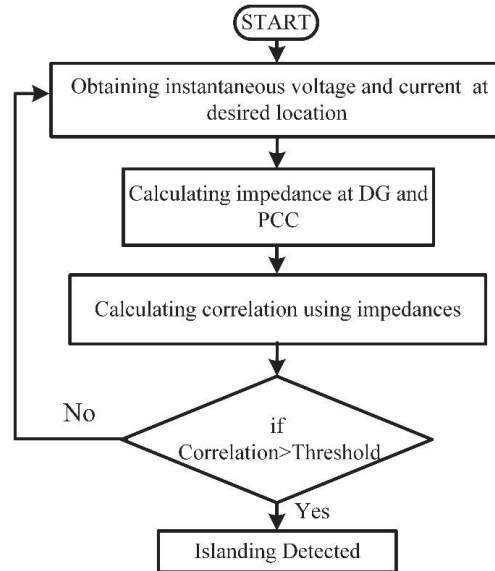 START
Obtaining instantaneous voltage and current at
desired location
Calculating impedance at DG and
PCC
Calculating correlation using impedances
No
if
Correlation>Threshold
Yes
Islanding Detected